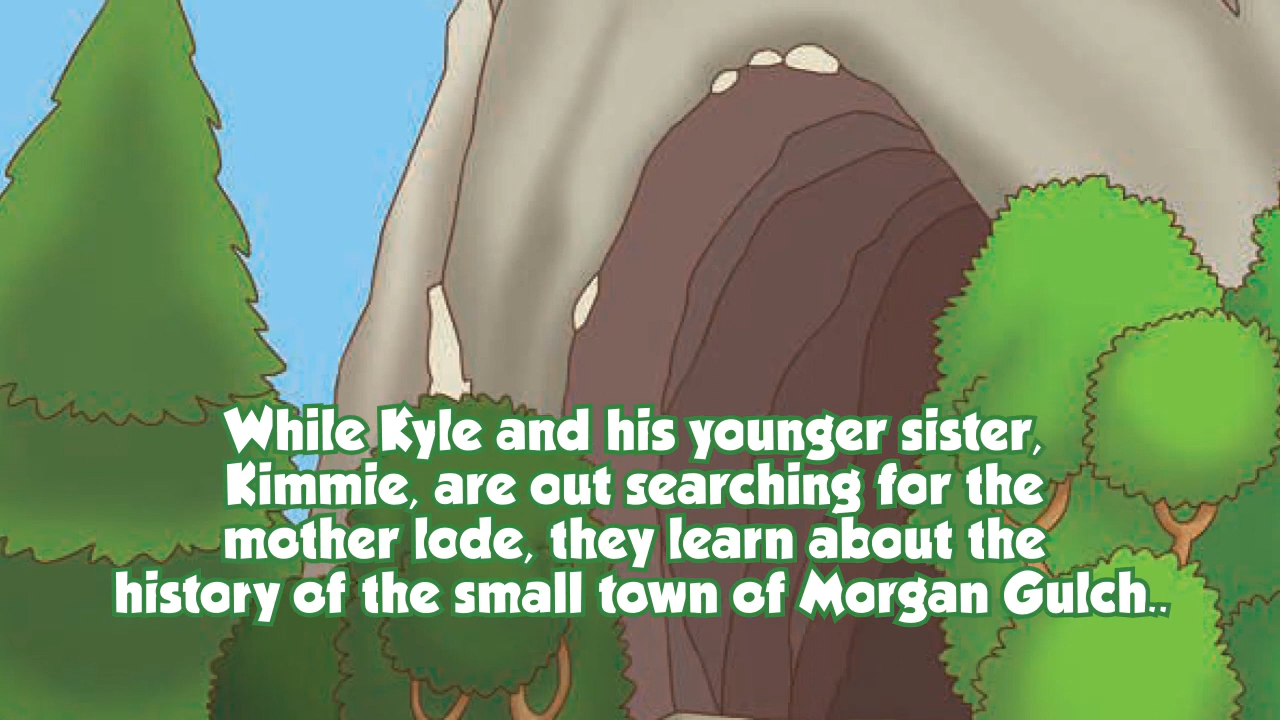 While Kyle and his younger sister,
Kimmie, are out searching for the
mother lode, they learn about the
history of the small town of Morgan Gulch..